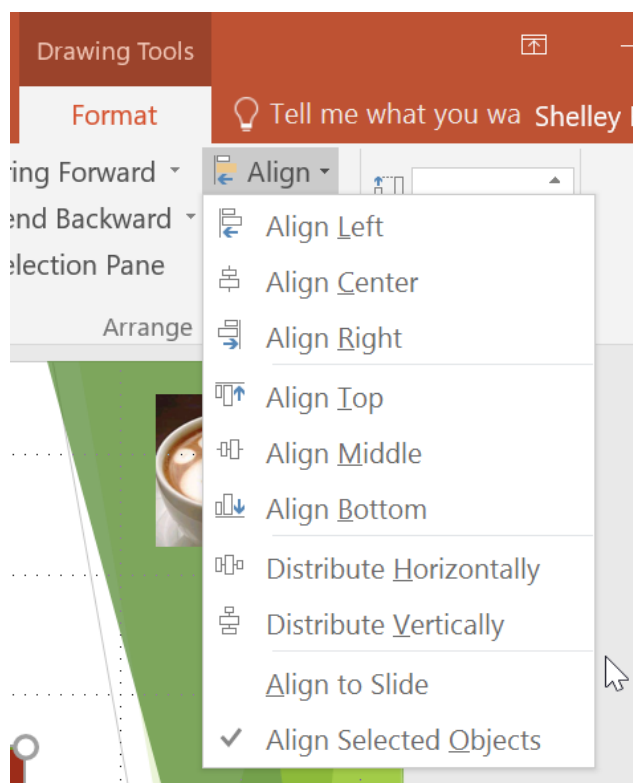 Drawing Tools
Format
Tell me what you wa
Shelley
ing Forward
Align
end Backward
election Pane
Arrange
Align Left
Align Center
Align Right
Align Top
Align Middle
Align Bottom
Distribute Horizontally
Distribute Vertically
Align to Slide
Align Selected Objects